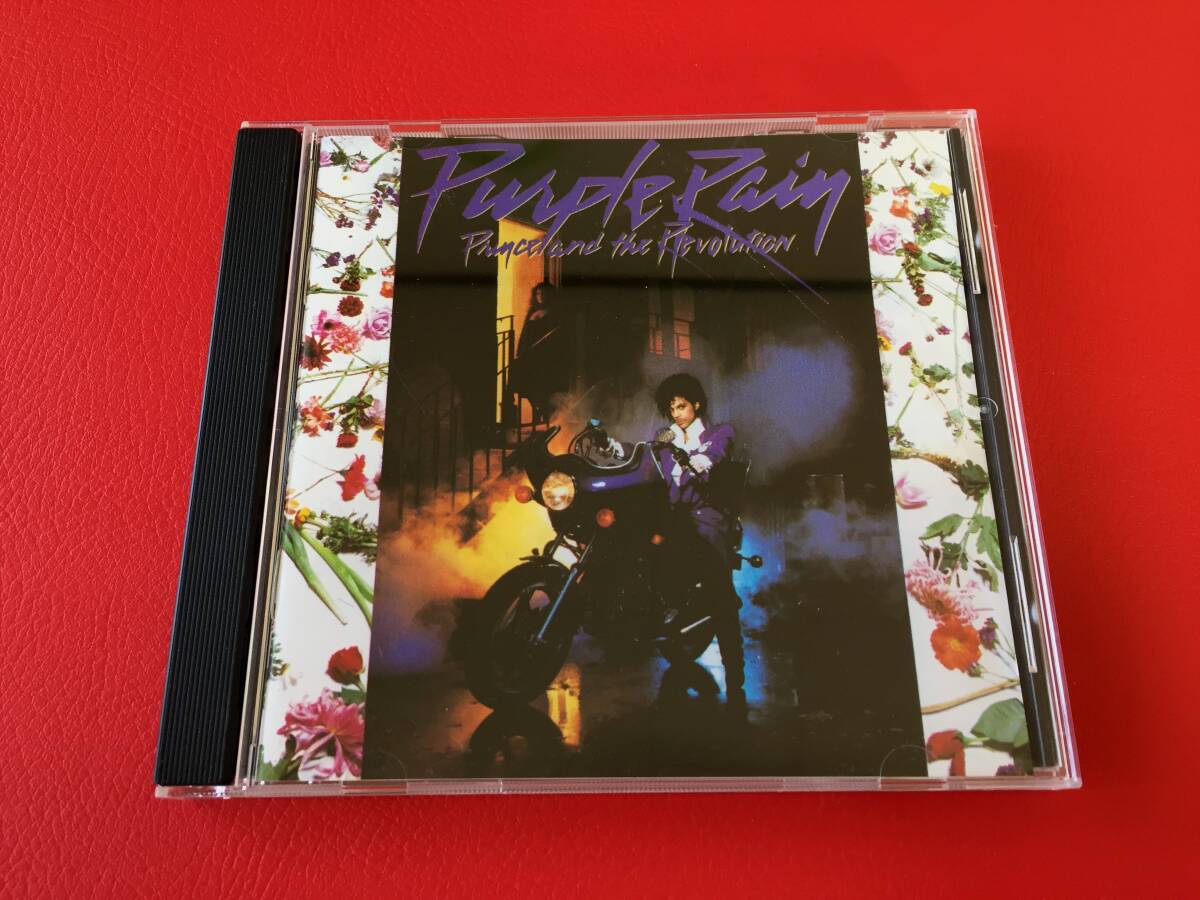 Purple Rain
Prince and the Revolution